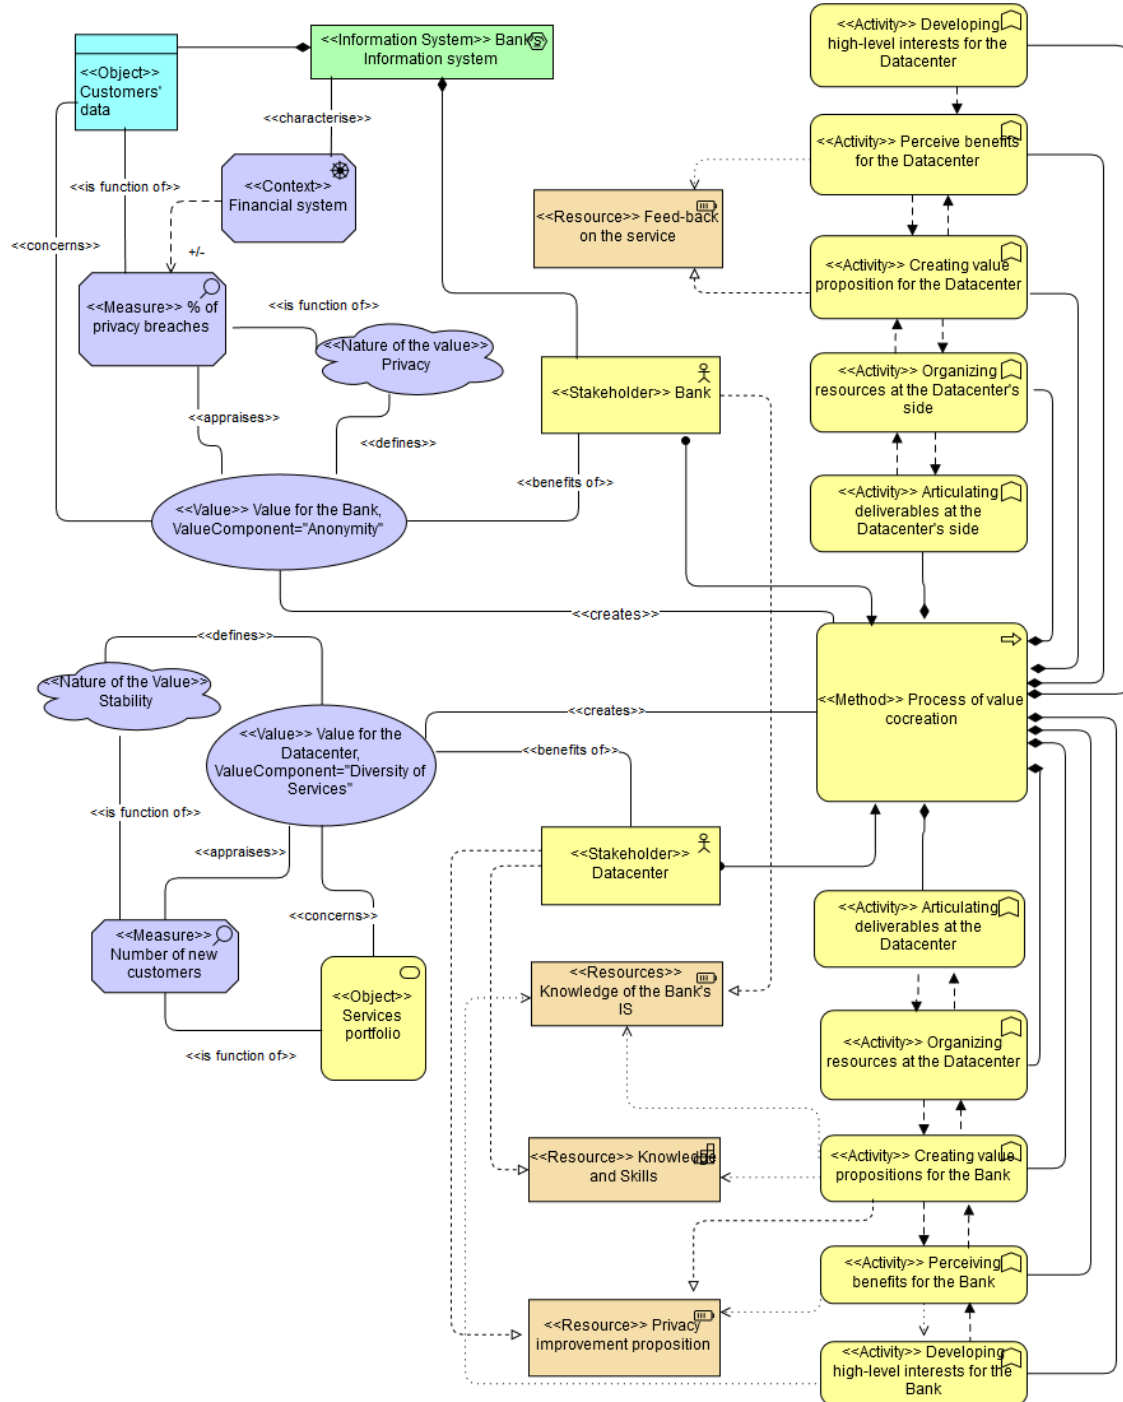 <<Information System>> Bank's
Information system
<<Object>>
Customers'
data
<<characterise>>
<<is function of>>
<<Context>>
Financial system
<<concerns>>
+/-
<<Measure>> % of
privacy breaches
<<is function of>>
<<Nature of the value>>
Privacy
<<appraises>>
<<defines>>
<<Stakeholder>> Bank
<<benefits of>>
<<Value>> Value for the Bank,
ValueComponent="Anonymity"
<<creates>>
<<Activity>> Developing
high-level interests for the
Datacenter
<<Activity>> Perceive benefits
for the Datacenter
<<Resource>> Feed-back
on the service
<<Activity>> Creating value
proposition for the Datacenter
<<Activity>> Organizing
resources at the Datacenter's
side
<<Activity>> Articulating
deliverables at the
Datacenter's side
<<Method>> Process of value
cocreation
<<defines>>
<<Nature of the Value>>
Stability
<<Value>> Value for the
Datacenter,
ValueComponent="Diversity of
Services"
<<creates>>
<<benefits of>>
<<is function of>>
<<appraises>>
<<concerns>>
<<Measure>>
Number of new
customers
<<Object>>
Services
portfolio
<<is function of>>
<<Stakeholder>>
Datacenter
<<Resources>>
Knowledge of the Bank's
IS
<<Resource>> Knowledge
and Skills
<<Resource>> Privacy
improvement proposition
<<Activity>> Articulating
deliverables at the
Datacenter
<<Activity>> Organizing
resources at the Datacenter
<<Activity>> Creating value
propositions for the Bank
<<Activity>> Perceiving
benefits for the Bank
<<Activity>> Developing
high-level interests for the
Bank